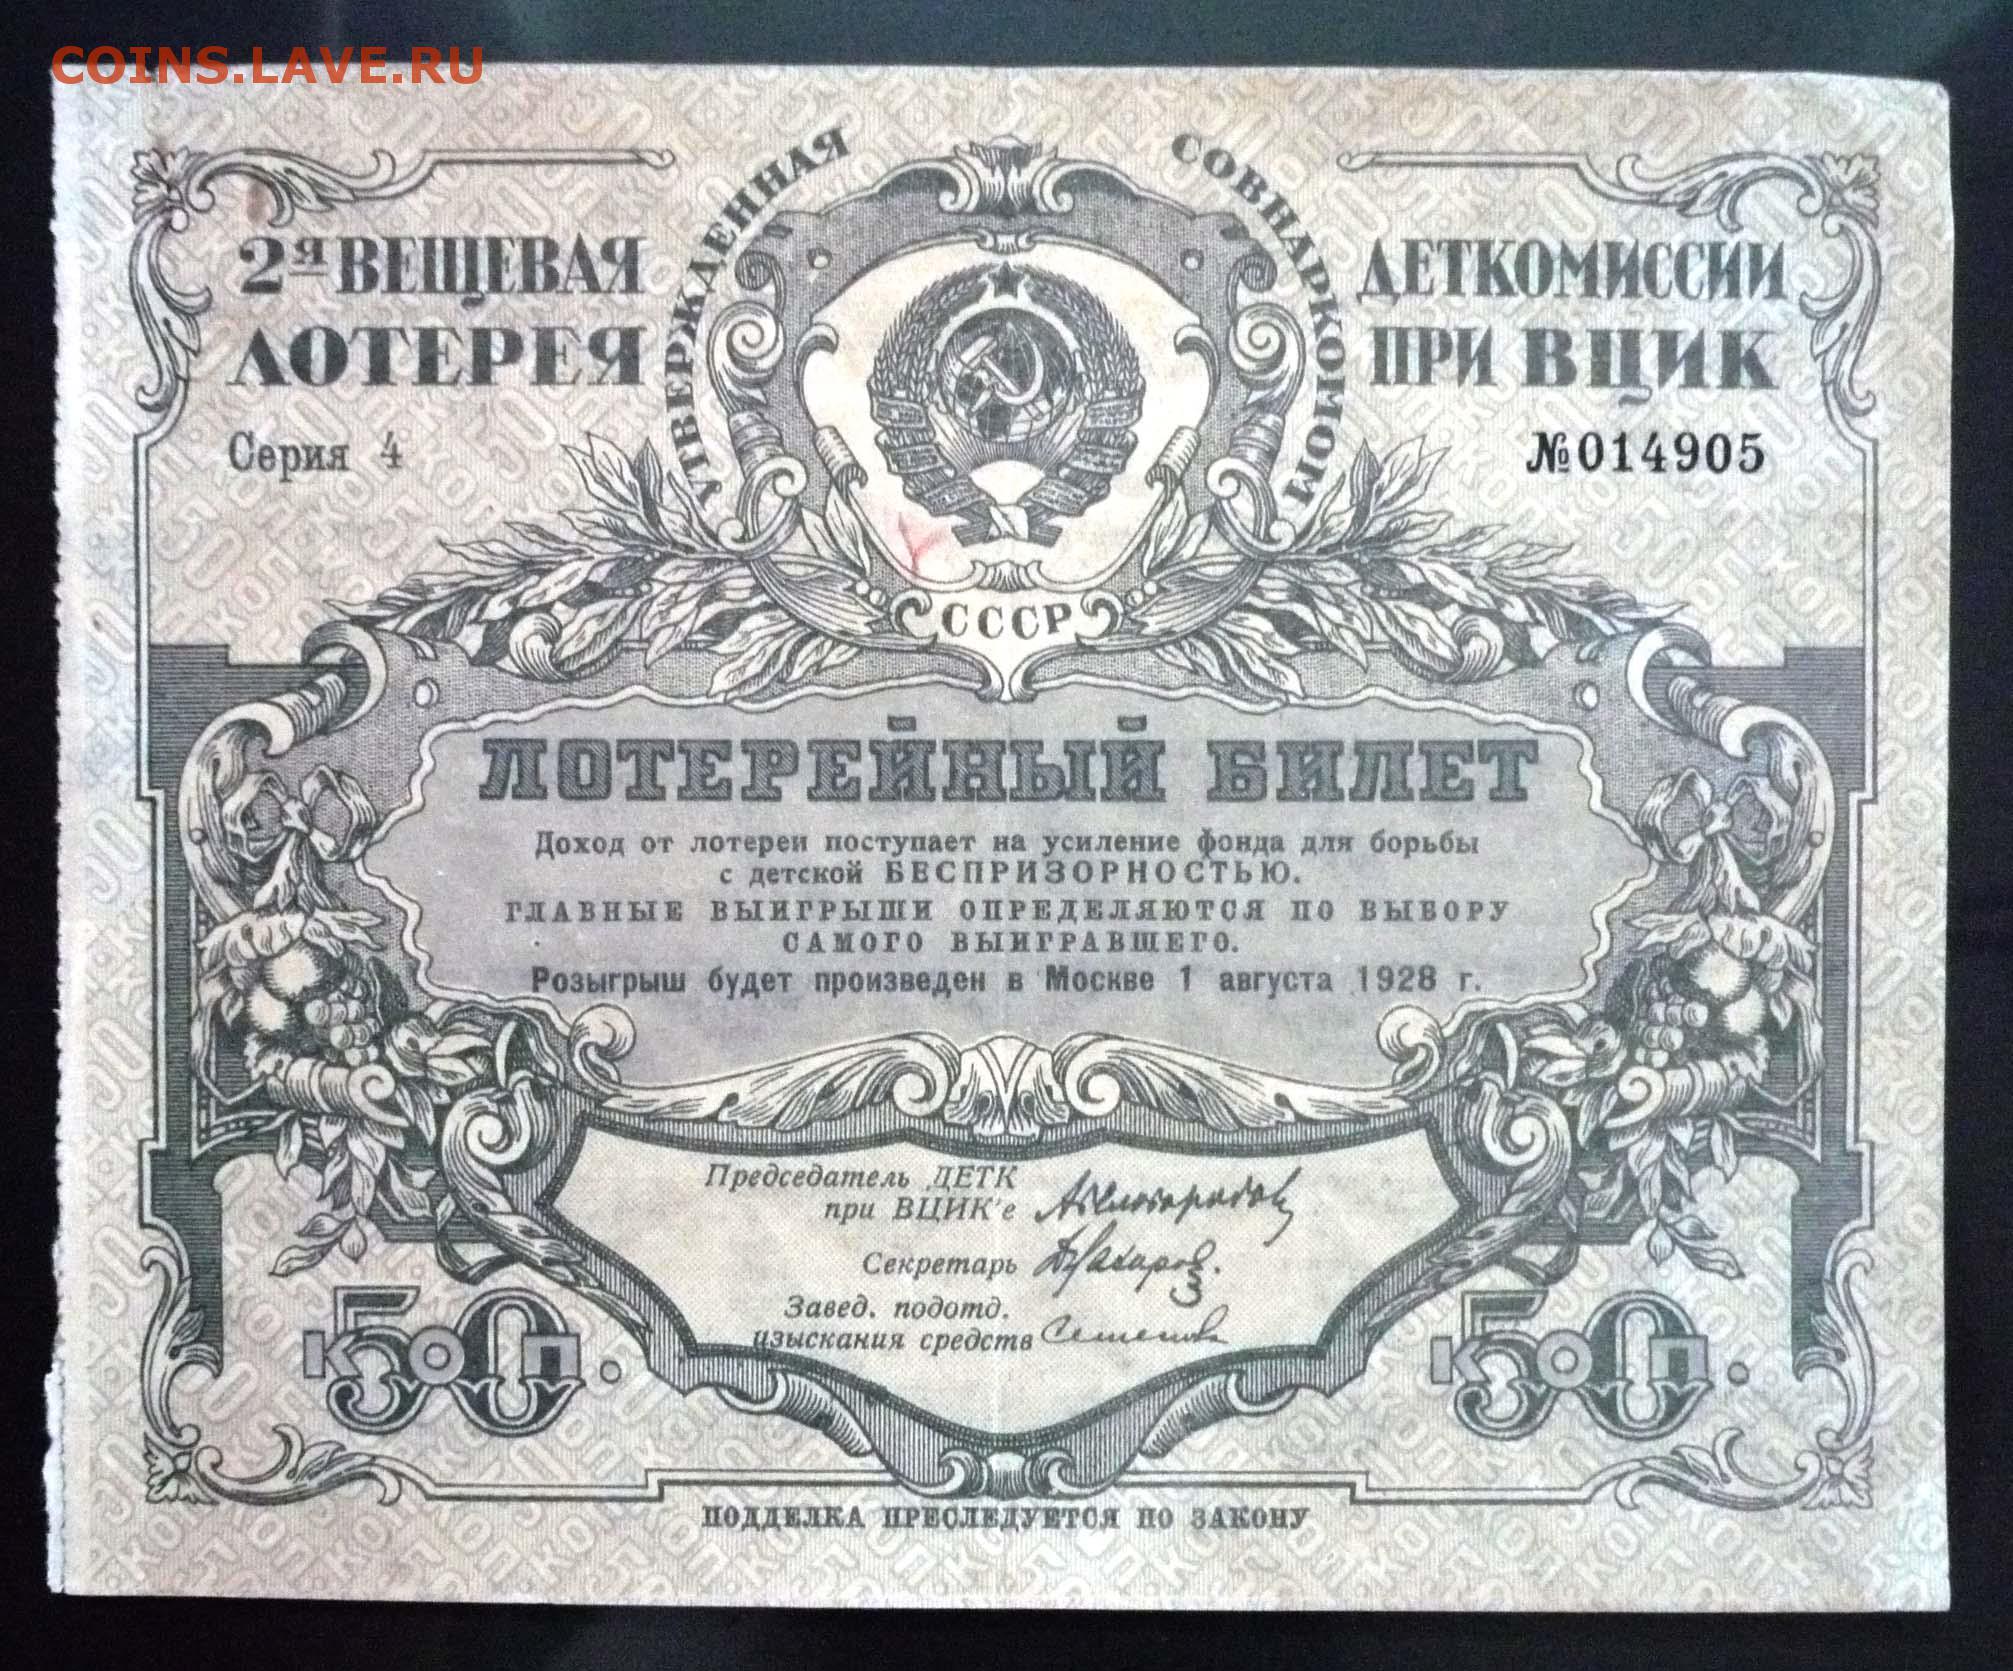 COINS.LAVE.RU
УТВЕРЖДЕННАЯ СОВНАРКОМОМ
2я ВЕЩЕВАЯ
ЛОТЕРЕЯ
ДЕТКОМИССИИ
ПРИ ВЦИК
Серия 4
№014905
СССР
ЛОТЕРЕЙНЫЙ БИЛЕТ
Доход от лотереи поступает на усиление фонда для борьбы
с детской БЕСПРИЗОРНОСТЬЮ.
ГЛАВНЫЕ ВЫИГРЫШИ ОПРЕДЕЛЯЮТСЯ ПО ВЫБОРУ
САМОГО ВЫИГРАВШЕГО.
Розыгрыш будет произведен в Москве 1 августа 1928 г.
Председатель ДЕТК
при ВЦИК'е
Секретарь
Завед. подотд.
изыскания средств
50 КОП.
50 КОП.
ПОДДЕЛКА ПРЕСЛЕДУЕТСЯ ПО ЗАКОНУ